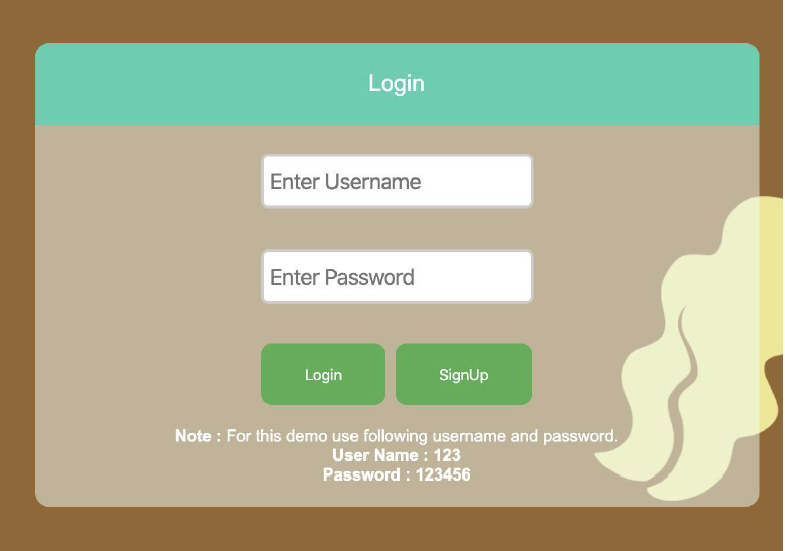 Login
Enter Username
Enter Password
Login SignUp
Note : For this demo use following username and password.
User Name : 123
Password : 123456